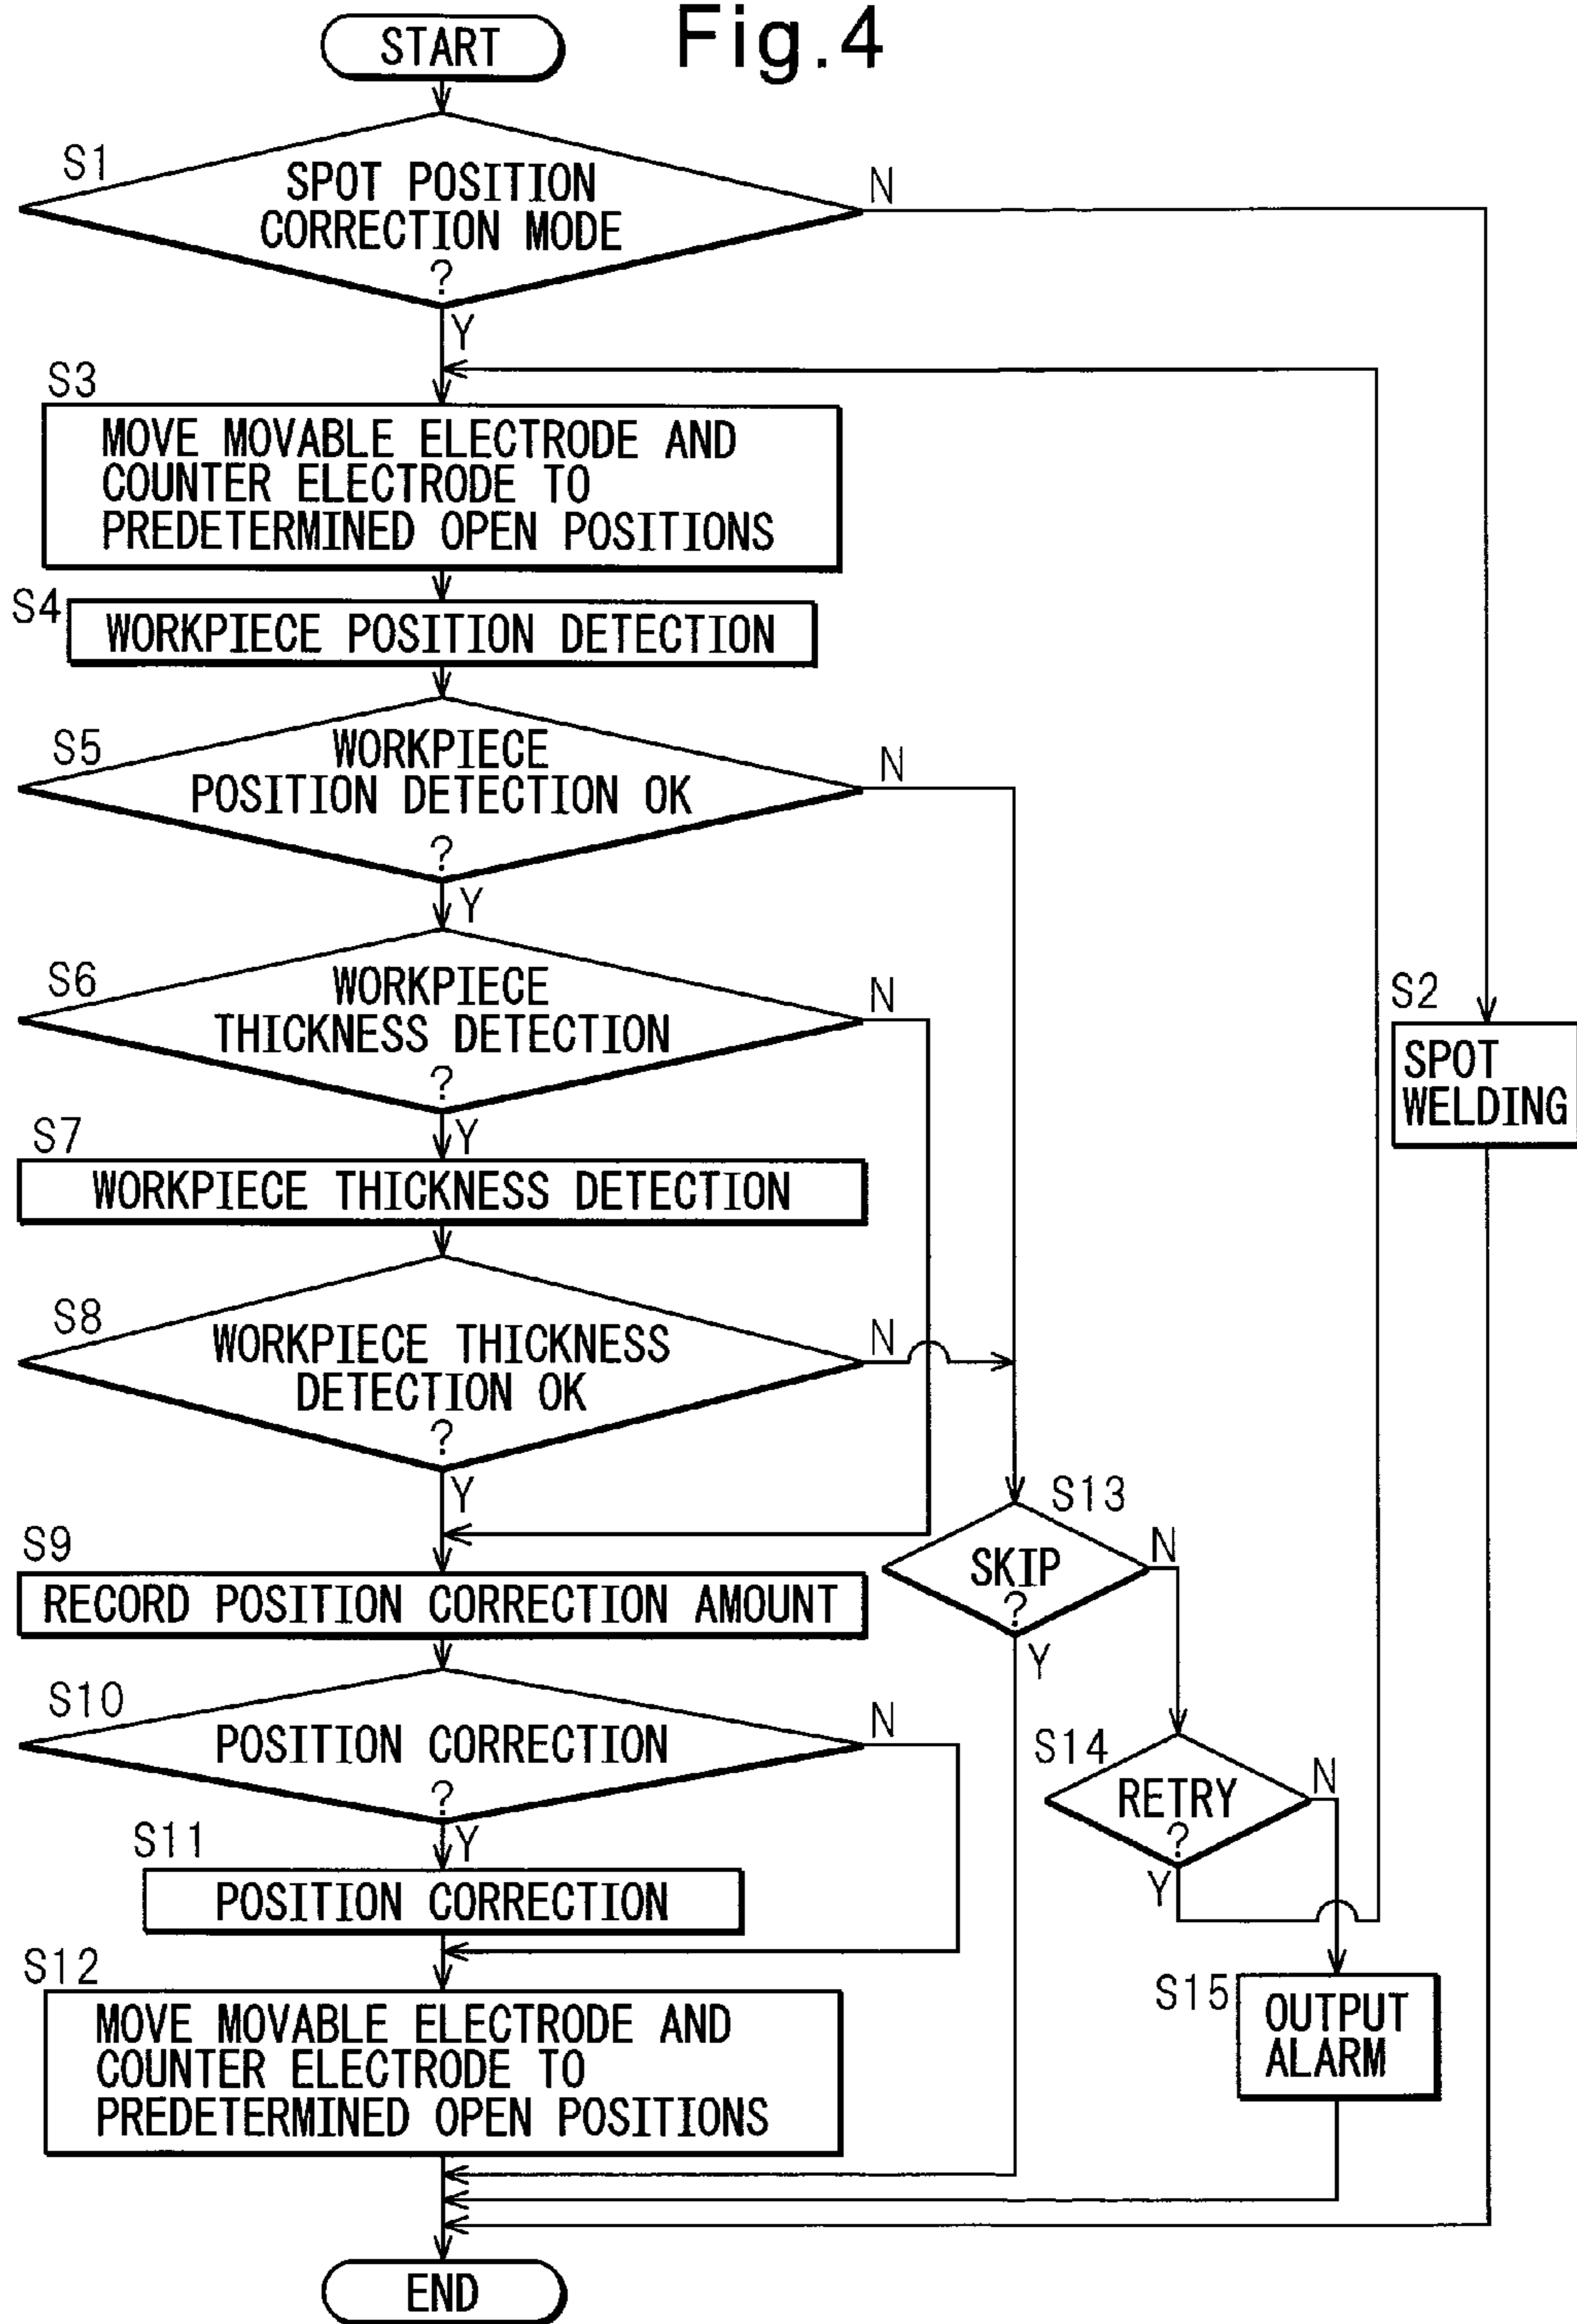 Fig.4
START
S1
SPOT POSITION
CORRECTION MODE
?
N
Y
S3
MOVE MOVABLE ELECTRODE AND
COUNTER ELECTRODE TO
PREDETERMINED OPEN POSITIONS
S4
WORKPIECE POSITION DETECTION
S5
WORKPIECE
POSITION DETECTION OK
?
N
Y
S6
WORKPIECE
THICKNESS DETECTION
?
N
Y
S2
SPOT
WELDING
S7
WORKPIECE THICKNESS DETECTION
S8
WORKPIECE THICKNESS
DETECTION OK
?
N
Y
S13
SKIP
?
N
Y
S9
RECORD POSITION CORRECTION AMOUNT
S10
POSITION CORRECTION
?
N
Y
S14
RETRY
?
N
Y
S11
POSITION CORRECTION
S12
MOVE MOVABLE ELECTRODE AND
COUNTER ELECTRODE TO
PREDETERMINED OPEN POSITIONS
S15
OUTPUT
ALARM
END